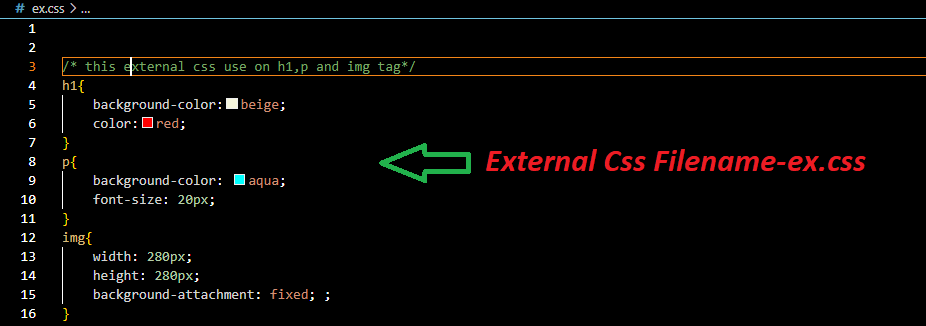 # ex.css > ...
1
2
3 /* this external css use on h1,p and img tag*/
4 h1{
5 background-color: beige;
6 color: red;
7 }
8 p{
External Css Filename-ex.css
9 background-color: aqua;
10 font-size: 20px;
11 }
12 img{
13 width: 280px;
14 height: 280px;
15 background-attachment: fixed; ;
16 }